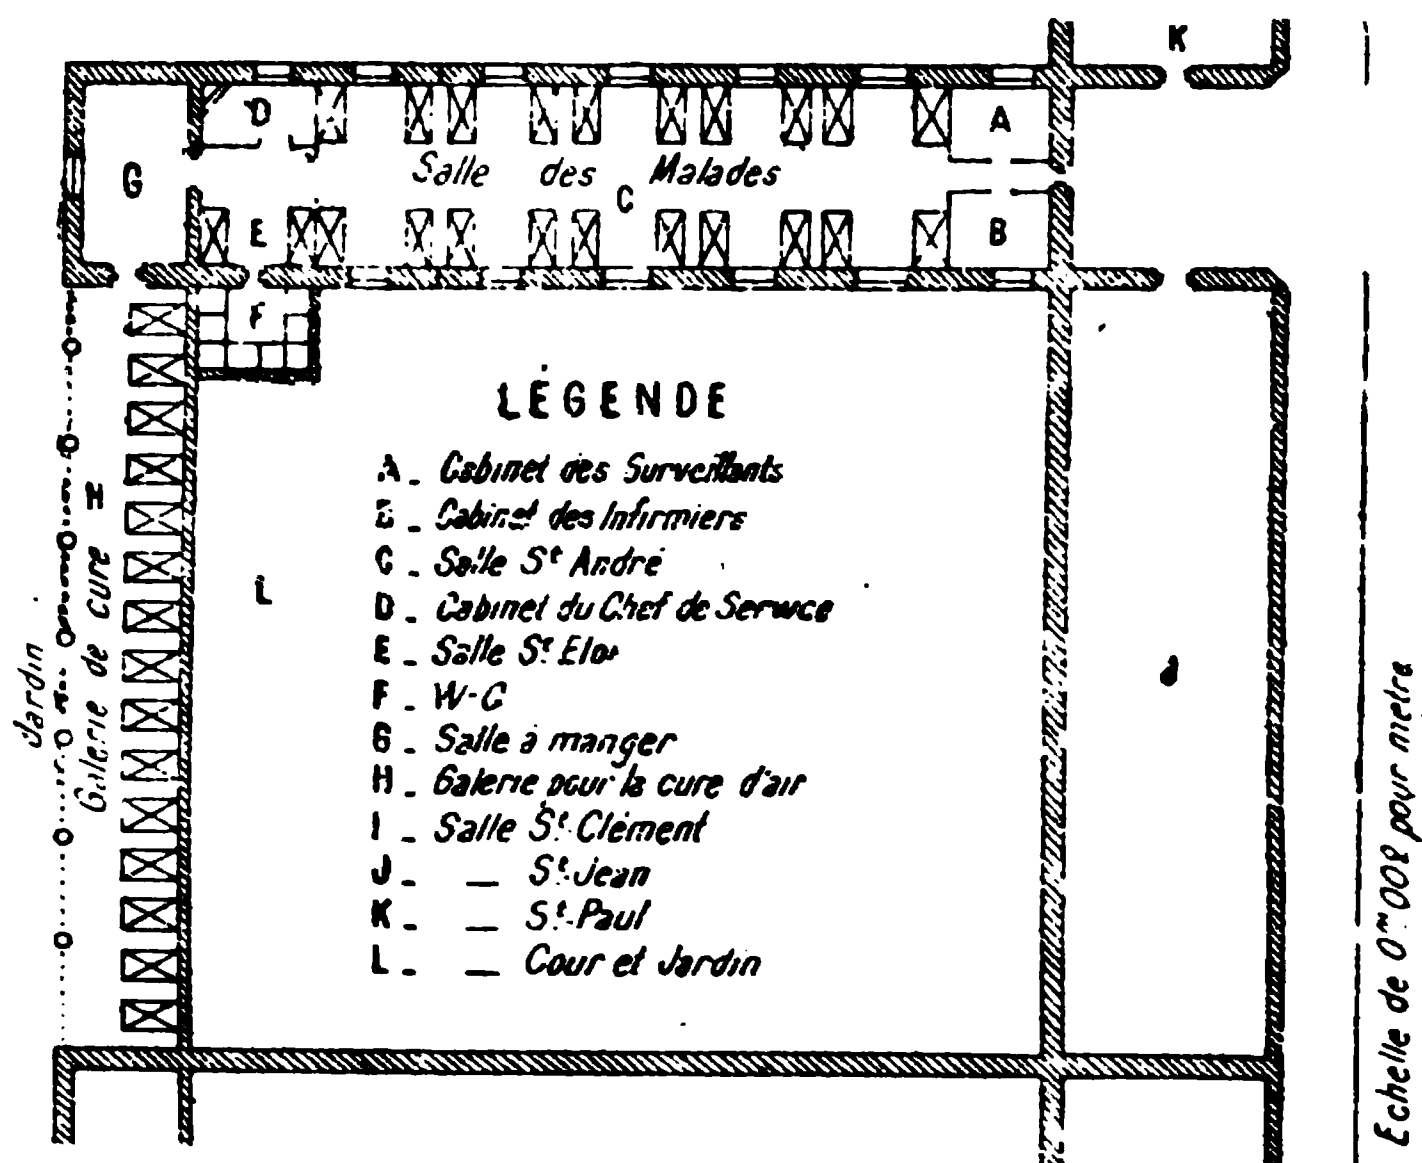 K
D
A
G
Salle des Malades
C
E
B
F
H
L
Jardin
Galerie de cure
J
LÉGENDE
A - Cabinet des Surveillants
B - Cabinet des Infirmiers
C - Salle St André
D - Cabinet du Chef de Service
E - Salle St Eloi
F - W-C
G - Salle à manger
H - Galerie pour la cure d'air
I - Salle St Clément
J - — St Jean
K - — St-Paul
L - — Cour et Jardin
Echelle de 0m002 pour metre